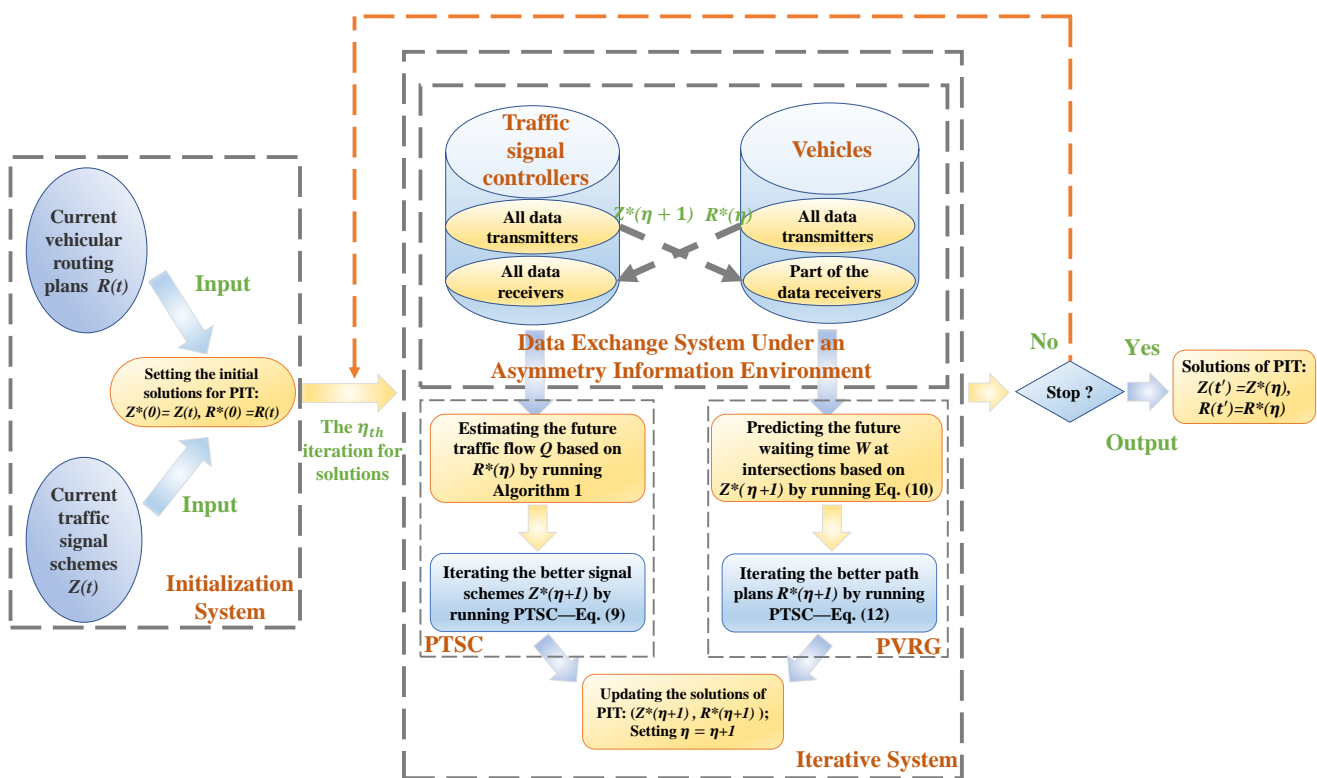 Current
vehicular
routing
plans R(t)
Input
Setting the initial
solutions for PIT:
Z*(0)= Z(t), R*(0) =R(t)
Input
Current
traffic
signal
schemes
Z(t)
Initialization
System
The ηth
iteration for
solutions
Traffic
signal
controllers
All data
transmitters
All data
receivers
Z*(η + 1) R*(η)
Vehicles
All data
transmitters
Part of the
data receivers
Data Exchange System Under an
Asymmetry Information Environment
Estimating the future
traffic flow Q based on
R*(η) by running
Algorithm 1
Iterating the better signal
schemes Z*(η+1) by
running PTSC—Eq. (9)
PTSC
Predicting the future
waiting time W at
intersections based on
Z*(η+1) by running Eq. (10)
Iterating the better path
plans R*(η+1) by running
PTSC—Eq. (12)
PVRG
Updating the solutions of
PIT: (Z*(η+1) , R*(η+1) );
Setting η = η+1
Iterative System
No
Stop ?
Yes
Output
Solutions of PIT:
Z(t') =Z*(η),
R(t')=R*(η)